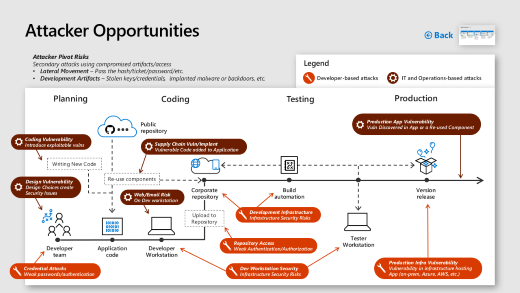 Attacker Opportunities
Back
Attacker Pivot Risks
Secondary attacks using compromised artifacts/access
• Lateral Movement – Pass the hash/ticket/password/etc.
• Development Artifacts – Stolen keys/credentials, implanted malware or backdoors, etc.
Legend
Developer-based attacks
IT and Operations-based attacks
Planning
Coding
Testing
Production
Public
repository
Production App Vulnerability
Vuln Discovered in App or a Re-used Component
Coding Vulnerability
Introduce exploitable vulns
Supply Chain Vuln/Implant
Vulnerable Code added to Application
Writing New Code
Re-use components
Design Vulnerability
Design Choices create
Security Issues
Web/Email Risk
On Dev workstation
Corporate
repository
Build
automation
Version
release
Upload to
Repository
Development Infrastructure
Infrastructure Security Risks
Developer
team
Application
code
Developer
Workstation
Repository Access
Weak Authentication/Authorization
Tester
Workstation
Credential Attacks
Weak passwords/authentication
Dev Workstation Security
Infrastructure Security Risks
Production Infra Vulnerability
Vulnerability in infrastructure hosting
App (on-prem, Azure, AWS, etc.)